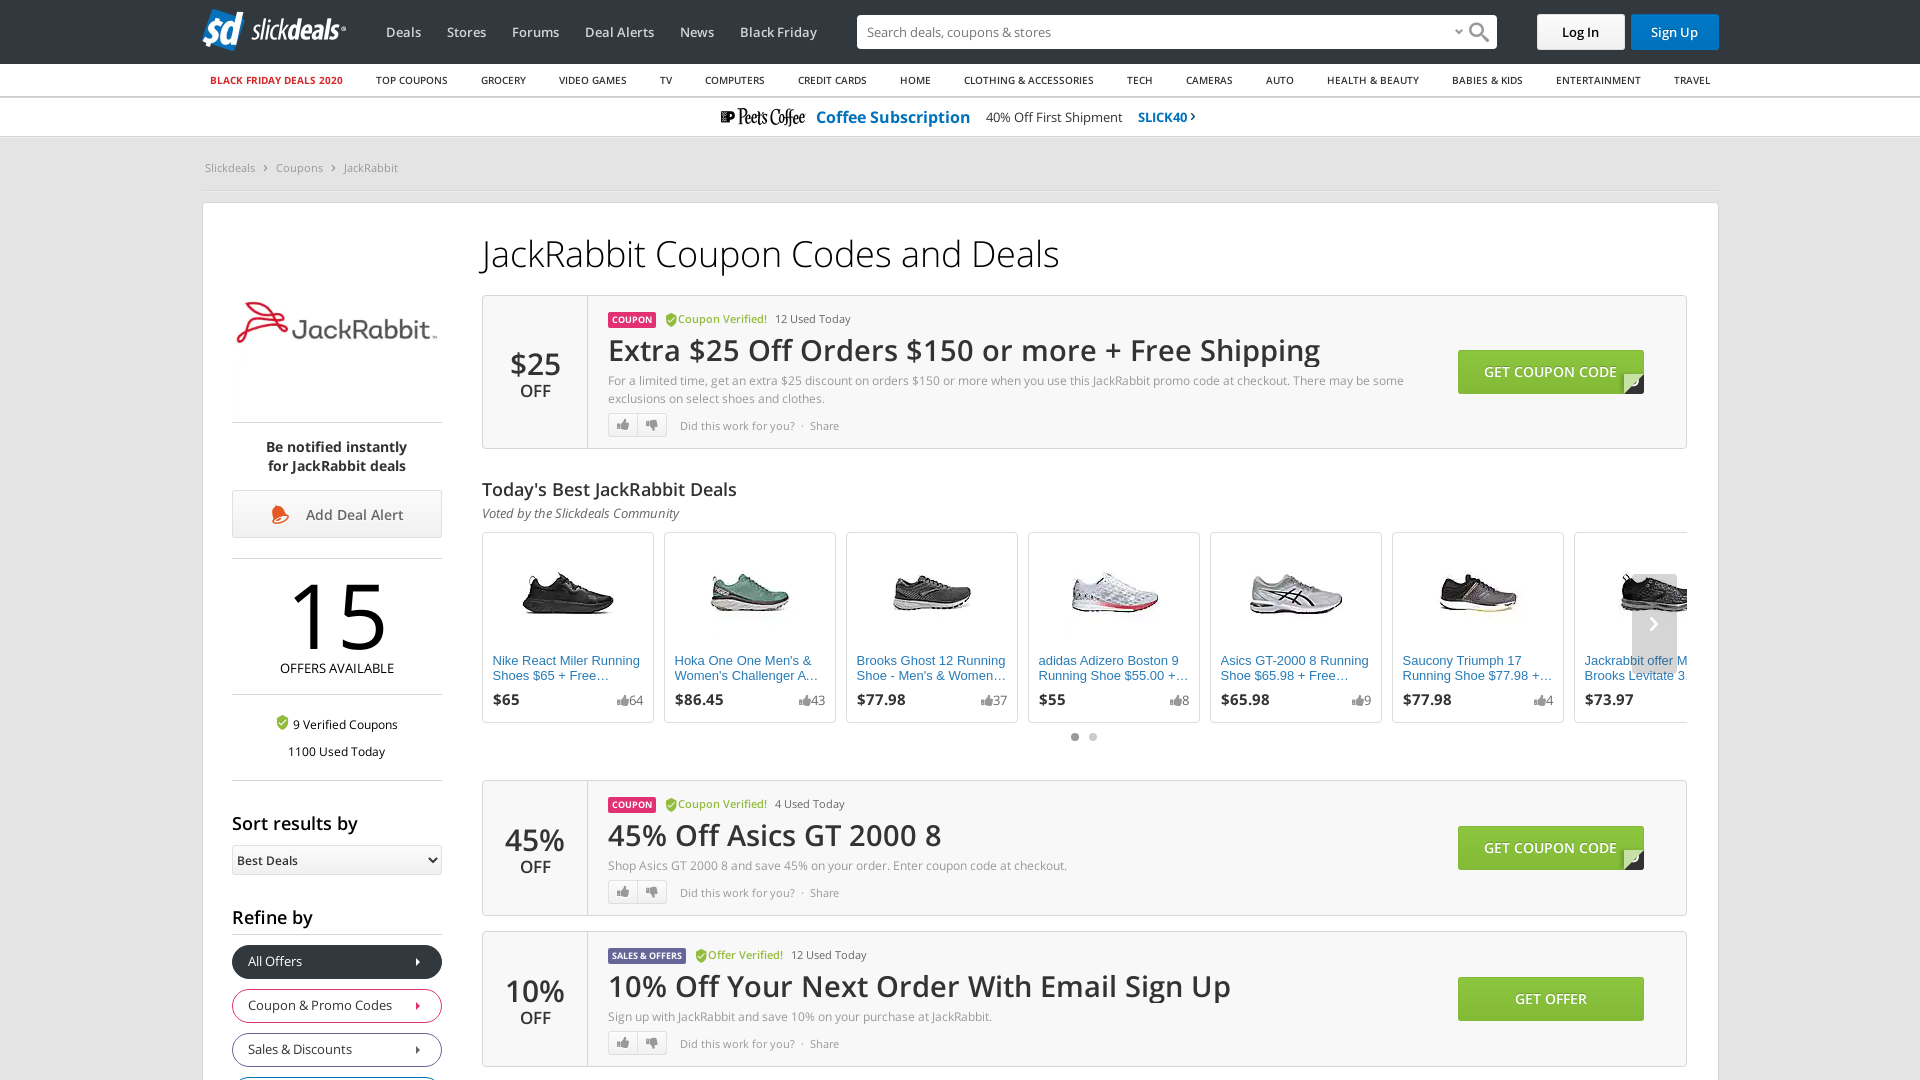 sd slickdeals
Deals
Stores
Forums
Deal Alerts
News
Black Friday
Search deals, coupons & stores
Log In
Sign Up
BLACK FRIDAY DEALS 2020
TOP COUPONS
GROCERY
VIDEO GAMES
TV
COMPUTERS
CREDIT CARDS
HOME
CLOTHING & ACCESSORIES
TECH
CAMERAS
AUTO
HEALTH & BEAUTY
BABIES & KIDS
ENTERTAINMENT
TRAVEL
Peet's Coffee Coffee Subscription 40% Off First Shipment SLICK40
Slickdeals > Coupons > JackRabbit
JackRabbit
Be notified instantly
for JackRabbit deals
Add Deal Alert
15
OFFERS AVAILABLE
9 Verified Coupons
1100 Used Today
Sort results by
Best Deals
Refine by
All Offers
Coupon & Promo Codes
Sales & Discounts
JackRabbit Coupon Codes and Deals
$25
OFF
COUPON Coupon Verified! 12 Used Today
Extra $25 Off Orders $150 or more + Free Shipping
For a limited time, get an extra $25 discount on orders $150 or more when you use this JackRabbit promo code at checkout. There may be some
exclusions on select shoes and clothes.
Did this work for you? · Share
GET COUPON CODE
Today's Best JackRabbit Deals
Voted by the Slickdeals Community
Nike React Miler Running
Shoes $65 + Free…
$65 64
Hoka One One Men's &
Women's Challenger A…
$86.45 43
Brooks Ghost 12 Running
Shoe - Men's & Women…
$77.98 37
adidas Adizero Boston 9
Running Shoe $55.00 +…
$55 8
Asics GT-2000 8 Running
Shoe $65.98 + Free…
$65.98 9
Saucony Triumph 17
Running Shoe $77.98 +…
$77.98 4
Jackrabbit offer M
Brooks Levitate 3
$73.97
45%
OFF
COUPON Coupon Verified! 4 Used Today
45% Off Asics GT 2000 8
Shop Asics GT 2000 8 and save 45% on your order. Enter coupon code at checkout.
Did this work for you? · Share
GET COUPON CODE
10%
OFF
SALES & OFFERS Offer Verified! 12 Used Today
10% Off Your Next Order With Email Sign Up
Sign up with JackRabbit and save 10% on your purchase at JackRabbit.
Did this work for you? · Share
GET OFFER